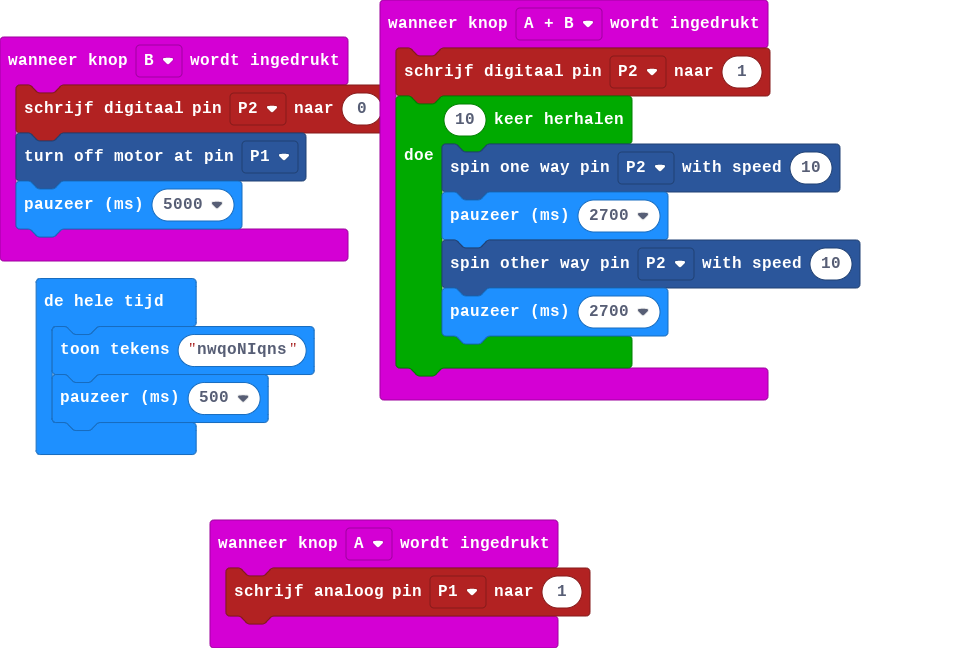 wanneer knop B wordt ingedrukt
schrijf digitaal pin P2 naar 0
turn off motor at pin P1
pauzeer (ms) 5000
wanneer knop A + B wordt ingedrukt
schrijf digitaal pin P2 naar 1
10 keer herhalen
doe
spin one way pin P2 with speed 10
pauzeer (ms) 2700
spin other way pin P2 with speed 10
pauzeer (ms) 2700
de hele tijd
toon tekens "nwqoNIqns"
pauzeer (ms) 500
wanneer knop A wordt ingedrukt
schrijf analoog pin P1 naar 1